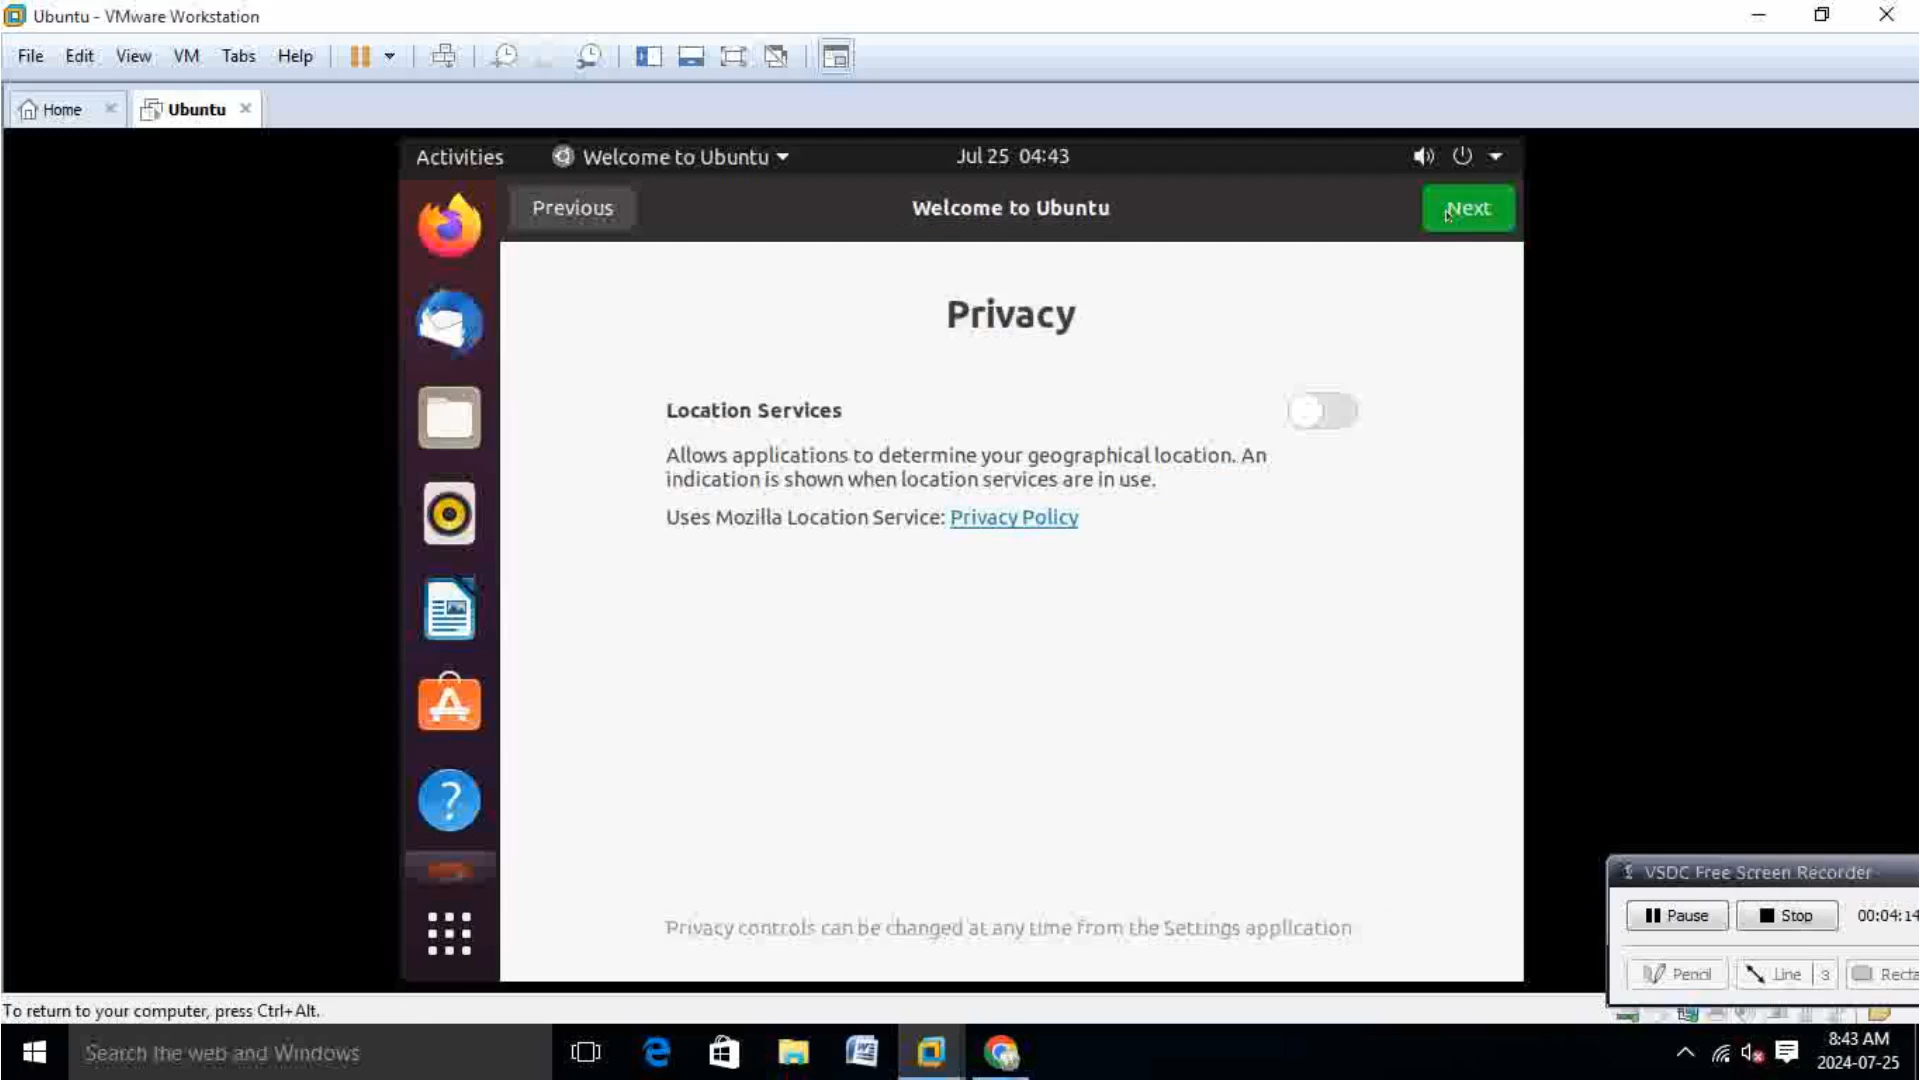 Ubuntu - VMware Workstation
File Edit View VM Tabs Help
Home
Ubuntu
Activities Welcome to Ubuntu Jul 25 04:43
Previous Welcome to Ubuntu Next
Privacy
Location Services
Allows applications to determine your geographical location. An
indication is shown when location services are in use.
Uses Mozilla Location Service: Privacy Policy
Privacy controls can be changed at any time from the Settings application
VSDC Free Screen Recorder
Pause Stop 00:04:14
Pencil Line 3 Recta
To return to your computer, press Ctrl+Alt.
Search the web and Windows
8:43 AM
2024-07-25